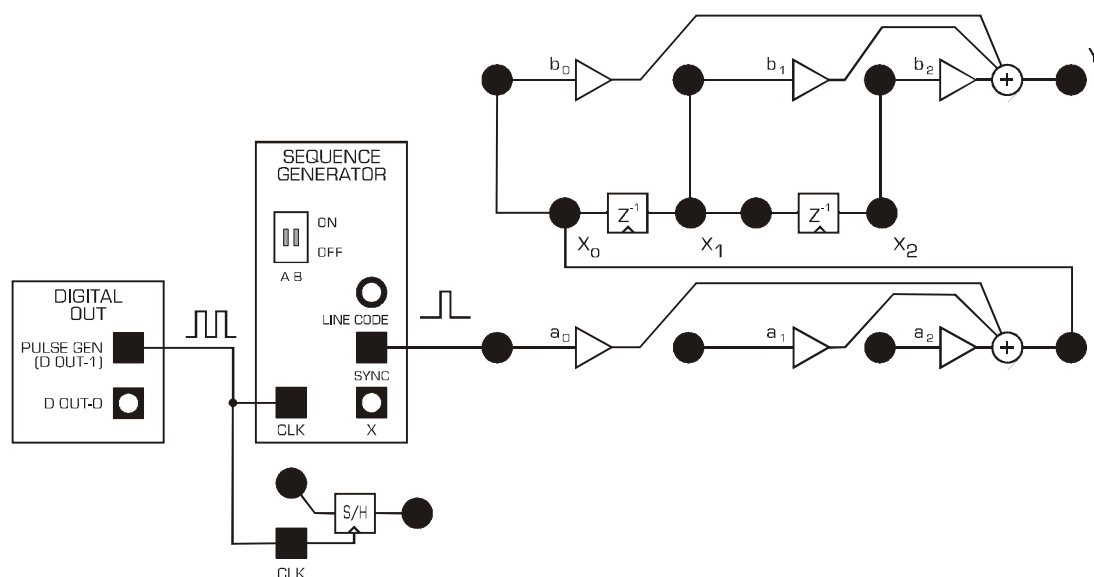 b0
b1
b2
Y
SEQUENCE
GENERATOR
ON
OFF
A B
Z-1
Z-1
X0
X1
X2
DIGITAL
OUT
PULSE GEN
(D OUT-1)
D OUT-0
LINE CODE
SYNC
CLK
X
a0
a1
a2
S/H
CLK